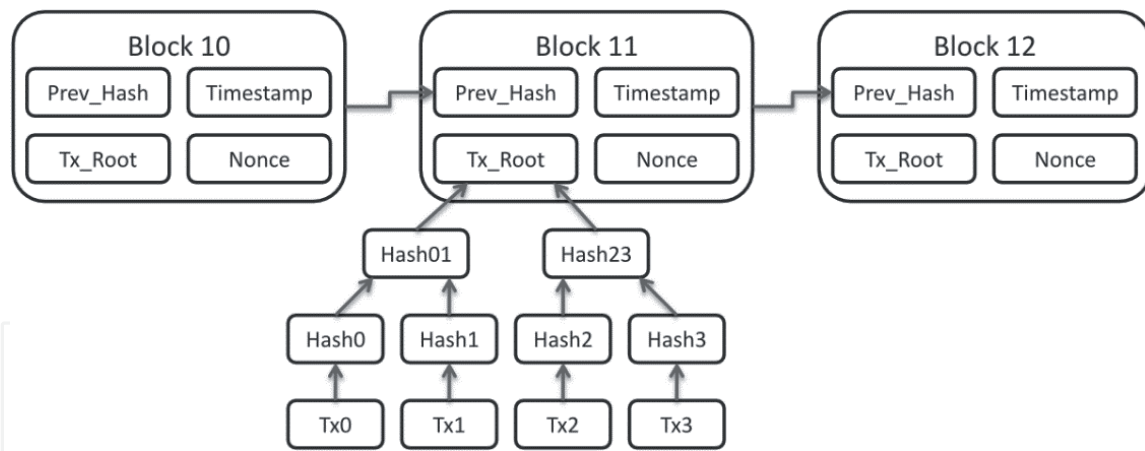 Block 10
Block 11
Block 12
Prev_Hash
Timestamp
Prev_Hash
Timestamp
Prev_Hash
Timestamp
Tx_Root
Nonce
Tx_Root
Nonce
Tx_Root
Nonce
Hash01
Hash23
Hash0
Hash1
Hash2
Hash3
Tx0
Tx1
Tx2
Tx3